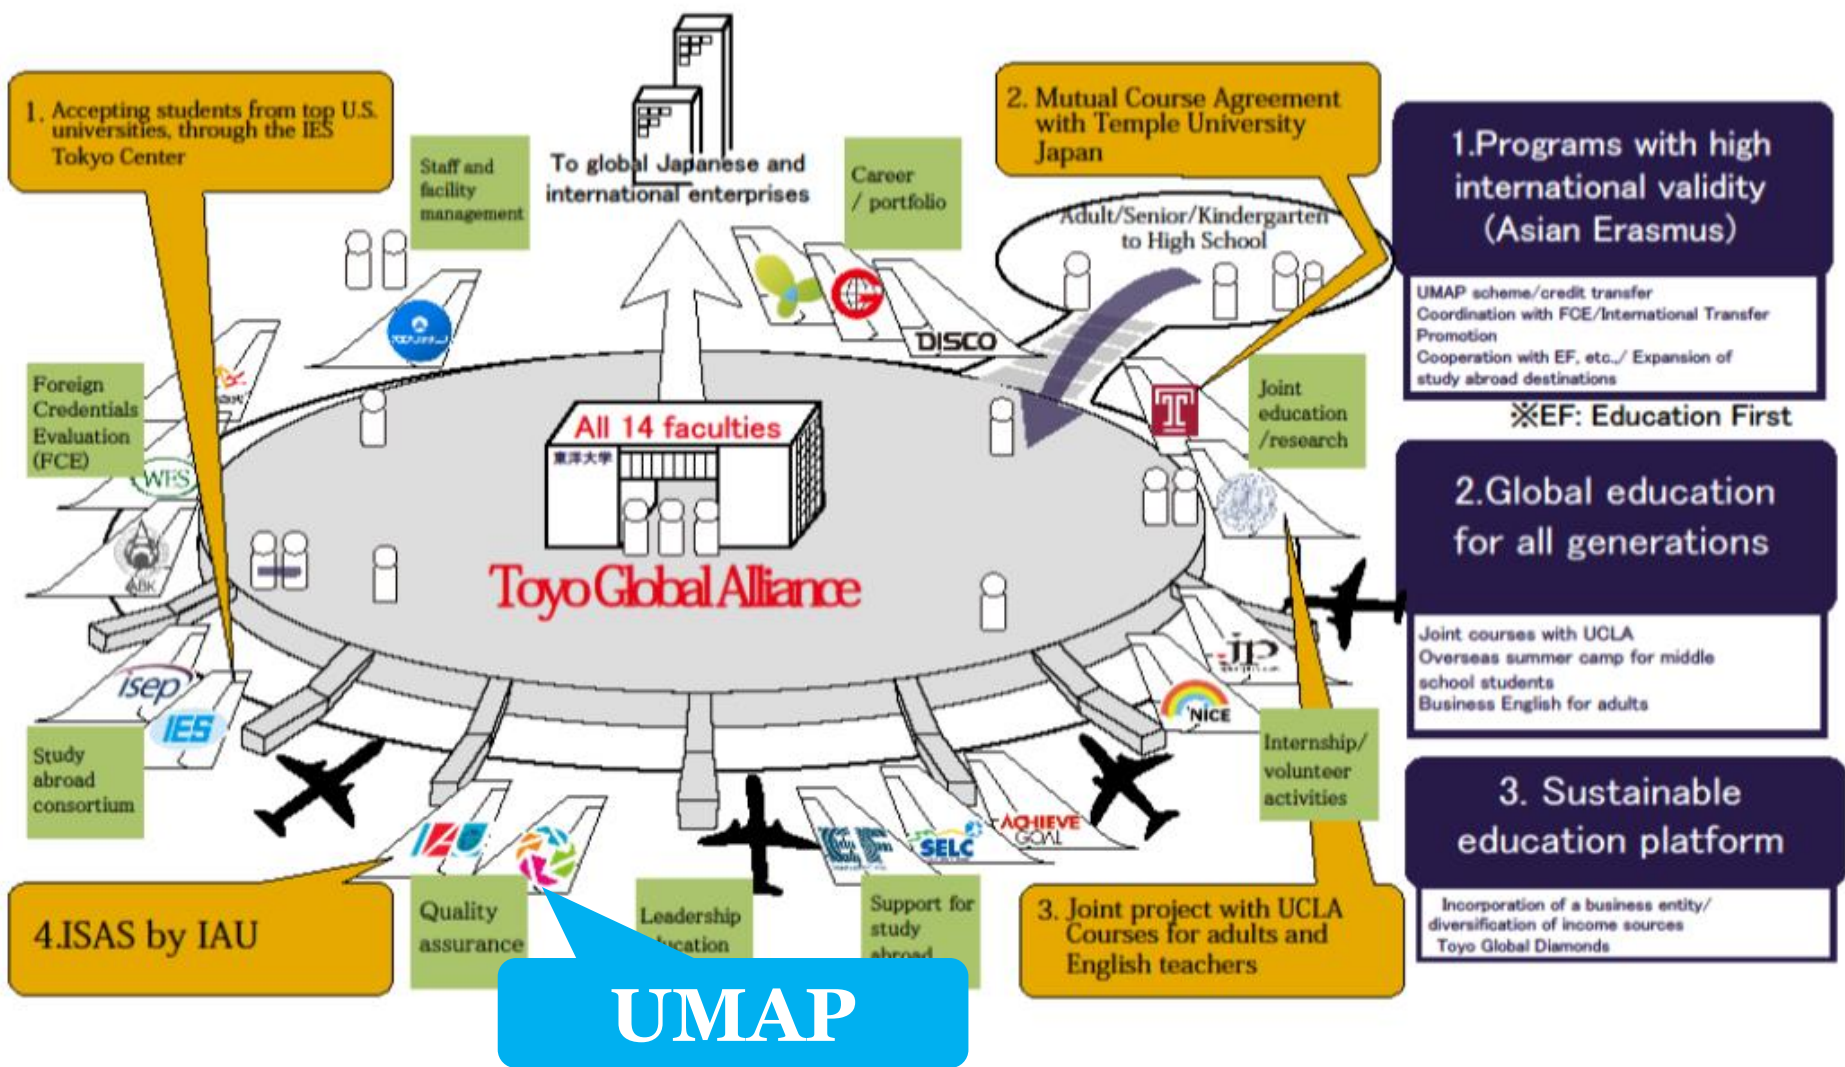 1. Accepting students from top U.S.
universities, through the IES
Tokyo Center
Staff and
facility
management
To global Japanese and
international enterprises
Career
/ portfolio
2. Mutual Course Agreement
with Temple University
Japan
Adult/Senior/Kindergarten
to High School
DISCO
Foreign
Credentials
Evaluation
(FCE)
WES
ABK
All 14 faculties
東洋大学
Toyo Global Alliance
T
Joint
education
/research
isep
IES
Study
abroad
consortium
jp
NICE
Internship/
volunteer
activities
4.ISAS by IAU
IAU
Quality
assurance
Leadership
education
EF
SELC
ACHIEVE
GOAL
Support for
study
abroad
3. Joint project with UCLA
Courses for adults and
English teachers
UMAP
1.Programs with high
international validity
(Asian Erasmus)
UMAP scheme/credit transfer
Coordination with FCE/International Transfer
Promotion
Cooperation with EF, etc.,/ Expansion of
study abroad destinations
※EF: Education First
2.Global education
for all generations
Joint courses with UCLA
Overseas summer camp for middle
school students
Business English for adults
3. Sustainable
education platform
Incorporation of a business entity/
diversification of income sources
Toyo Global Diamonds